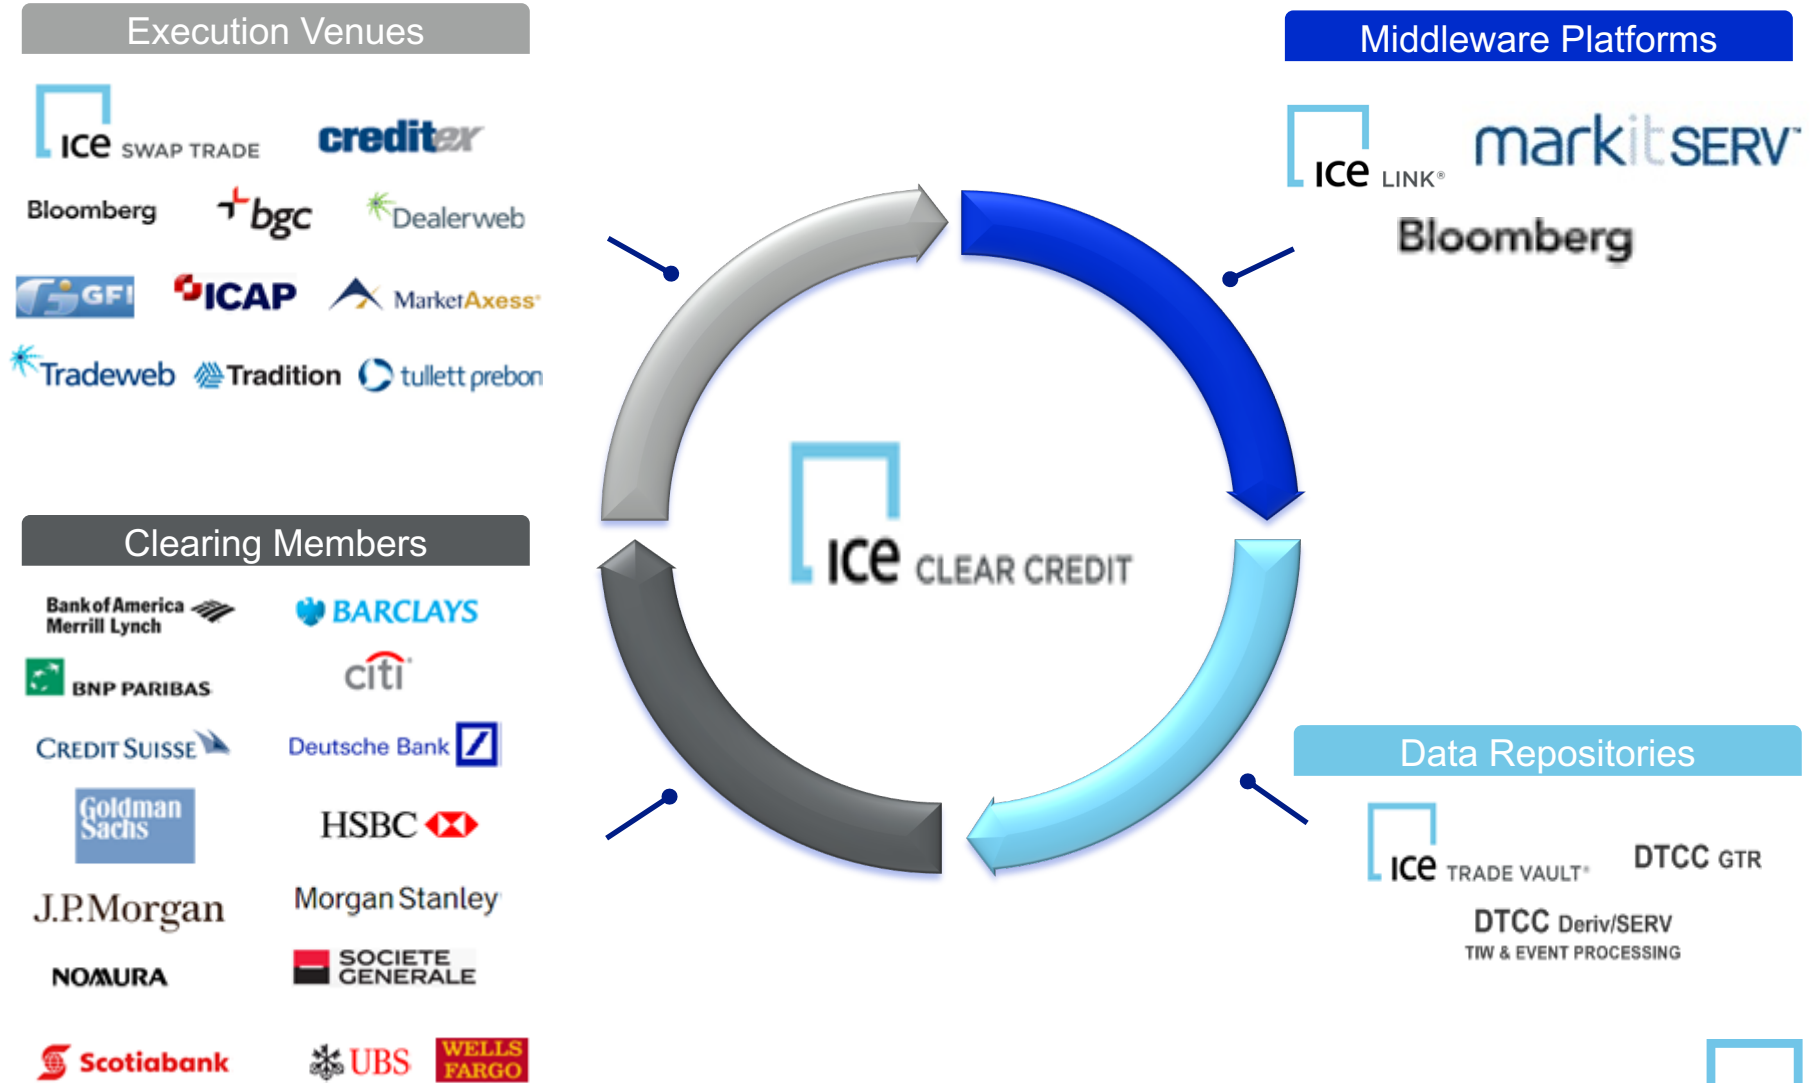 Execution Venues
ice SWAP TRADE
creditex
Bloomberg
bgc
Dealerweb
GFI
ICAP
MarketAxess®
Tradeweb
Tradition
tullett prebon
Middleware Platforms
ice LINK®
markitSERV™
Bloomberg
ice CLEAR CREDIT
Clearing Members
Bank of America
Merrill Lynch
BARCLAYS
BNP PARIBAS
citi
CREDIT SUISSE
Deutsche Bank
Goldman
Sachs
HSBC
J.P.Morgan
Morgan Stanley
NOMURA
SOCIETE
GENERALE
Scotiabank
UBS
WELLS
FARGO
Data Repositories
ice TRADE VAULT®
DTCC GTR
DTCC Deriv/SERV
TIW & EVENT PROCESSING